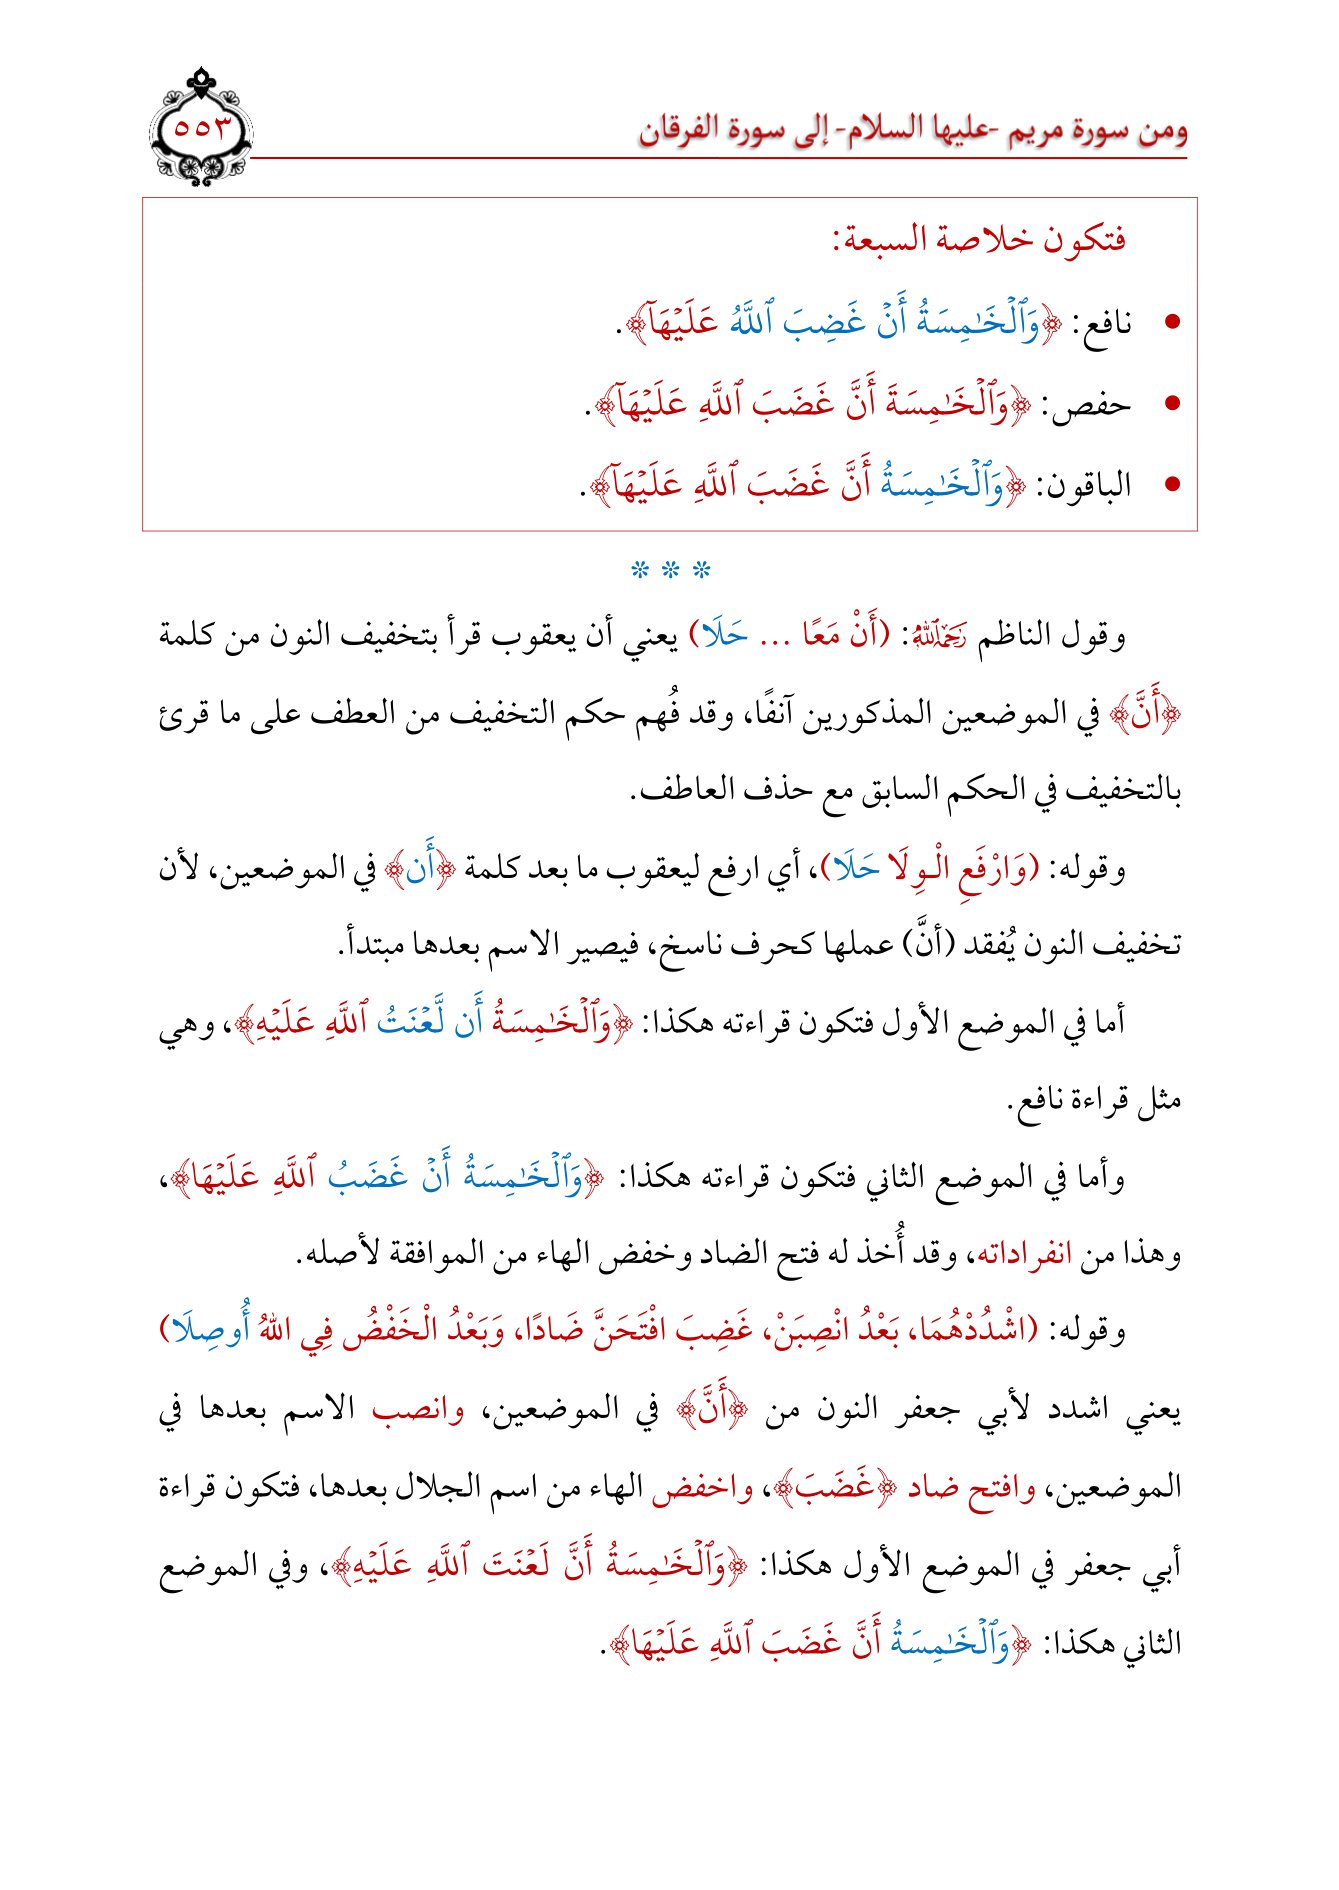 ومن سورة مريم -عليها السلام- إلى سورة الفرقان
٥٥٣
فتكون خلاصة السبعة:
• نافع: ﴿وَٱلۡخَٰمِسَةُ أَنۡ غَضِبَ ٱللَّهُ عَلَيۡهَآ﴾.
• حفص: ﴿وَٱلۡخَٰمِسَةَ أَنَّ غَضَبَ ٱللَّهِ عَلَيۡهَآ﴾.
• الباقون: ﴿وَٱلۡخَٰمِسَةُ أَنَّ غَضَبَ ٱللَّهِ عَلَيۡهَآ﴾.
* * *
وقول الناظم رَحِمَهُ اللَّهُ: (أَنْ مَعًا ... حَلَا) يعني أن يعقوب قرأ بتخفيف النون من كلمة
﴿أَنَّ﴾ في الموضعين المذكورين آنفًا، وقد فُهم حكم التخفيف من العطف على ما قرئ
بالتخفيف في الحكم السابق مع حذف العاطف.
وقوله: (وَارْفَعِ الْـوِلَا حَلَا)، أي ارفع ليعقوب ما بعد كلمة ﴿أَن﴾ في الموضعين، لأن
تخفيف النون يُفقد (أنَّ) عملها كحرف ناسخ، فيصير الاسم بعدها مبتدأ.
أما في الموضع الأول فتكون قراءته هكذا: ﴿وَٱلۡخَٰمِسَةُ أَن لَّعۡنَتُ ٱللَّهِ عَلَيۡهِ﴾، وهي
مثل قراءة نافع.
وأما في الموضع الثاني فتكون قراءته هكذا: ﴿وَٱلۡخَٰمِسَةُ أَنۡ غَضَبُ ٱللَّهِ عَلَيۡهَا﴾،
وهذا من انفراداته، وقد أُخذ له فتح الضاد وخفض الهاء من الموافقة لأصله.
وقوله: (اشْدُدْهُمَا، بَعْدُ انْصِبَنْ، غَضِبَ افْتَحَنَّ ضَادًا، وَبَعْدُ الْخَفْضُ فِي اللهُ أُوصِلَا)
يعني اشدد لأبي جعفر النون من ﴿أَنَّ﴾ في الموضعين، وانصب الاسم بعدها في
الموضعين، وافتح ضاد ﴿غَضَبَ﴾، واخفض الهاء من اسم الجلال بعدها، فتكون قراءة
أبي جعفر في الموضع الأول هكذا: ﴿وَٱلۡخَٰمِسَةُ أَنَّ لَعۡنَتَ ٱللَّهِ عَلَيۡهِ﴾، وفي الموضع
الثاني هكذا: ﴿وَٱلۡخَٰمِسَةُ أَنَّ غَضَبَ ٱللَّهِ عَلَيۡهَا﴾.